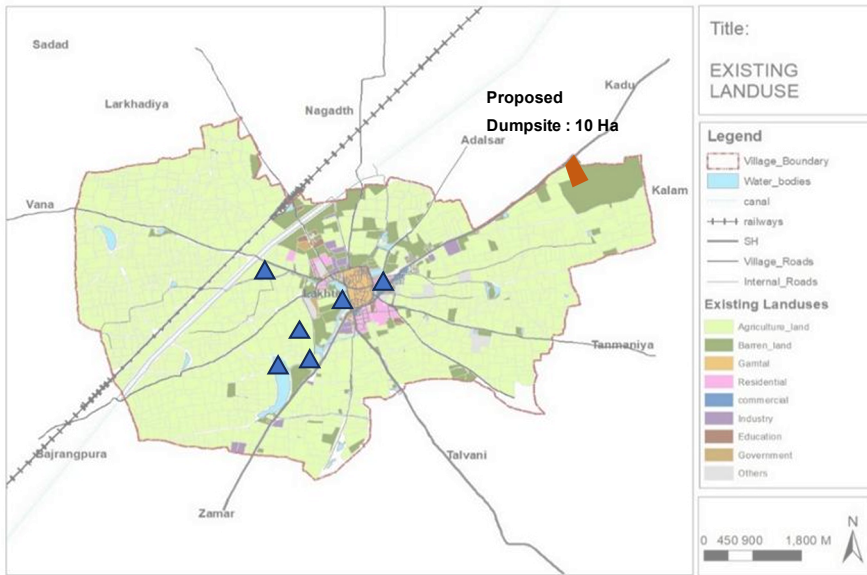 Sadad
Larkhadiya
Nagadth
Proposed
Dumpsite : 10 Ha
Kadu
Adalsar
Kalam
Vana
Lakht
Tanmaniya
Bajrangpura
Talvani
Zamar
Title:
EXISTING
LANDUSE
Legend
Village_Boundary
Water_bodies
canal
railways
SH
Village_Roads
Internal_Roads
Existing Landuses
Agriculture_land
Barren_land
Gamtal
Residential
commercial
Industry
Education
Government
Others
N
0 450 900 1,800 M